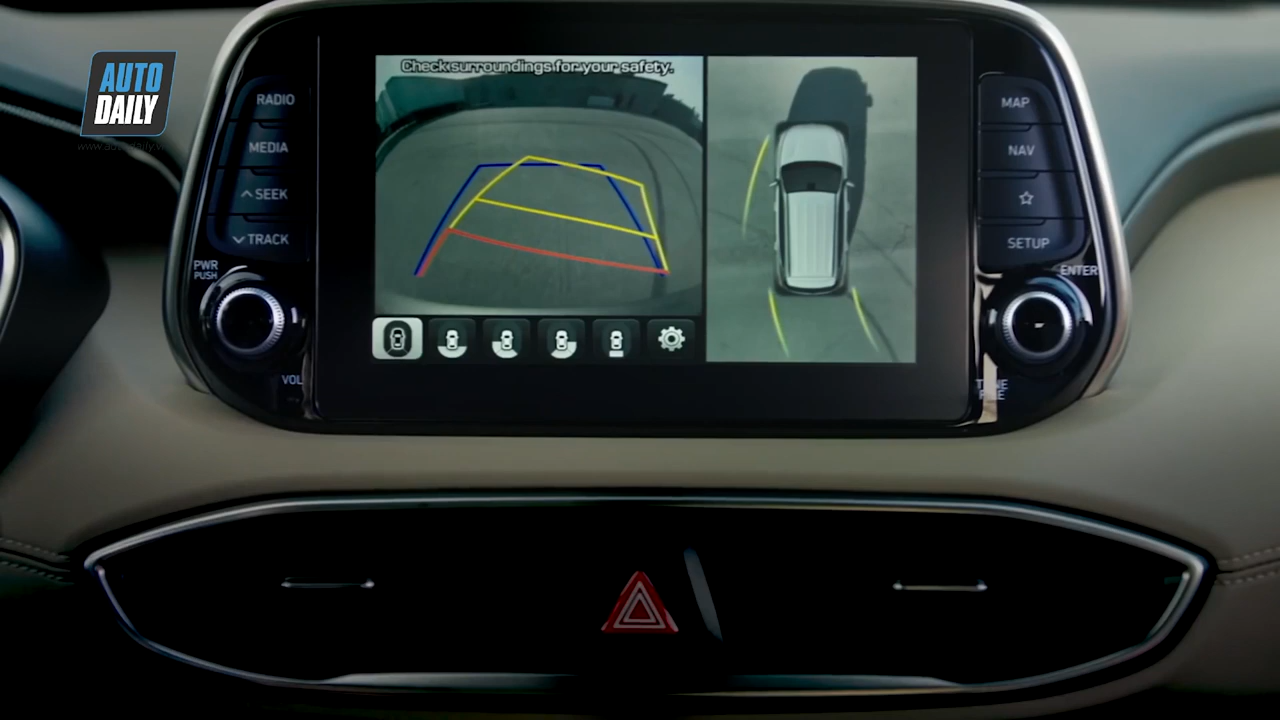 AUTO
DAILY
Check surroundings for your safety.
RADIO
MEDIA
SEEK
TRACK
PWR
PUSH
VOL
MAP
NAV
SETUP
ENTER